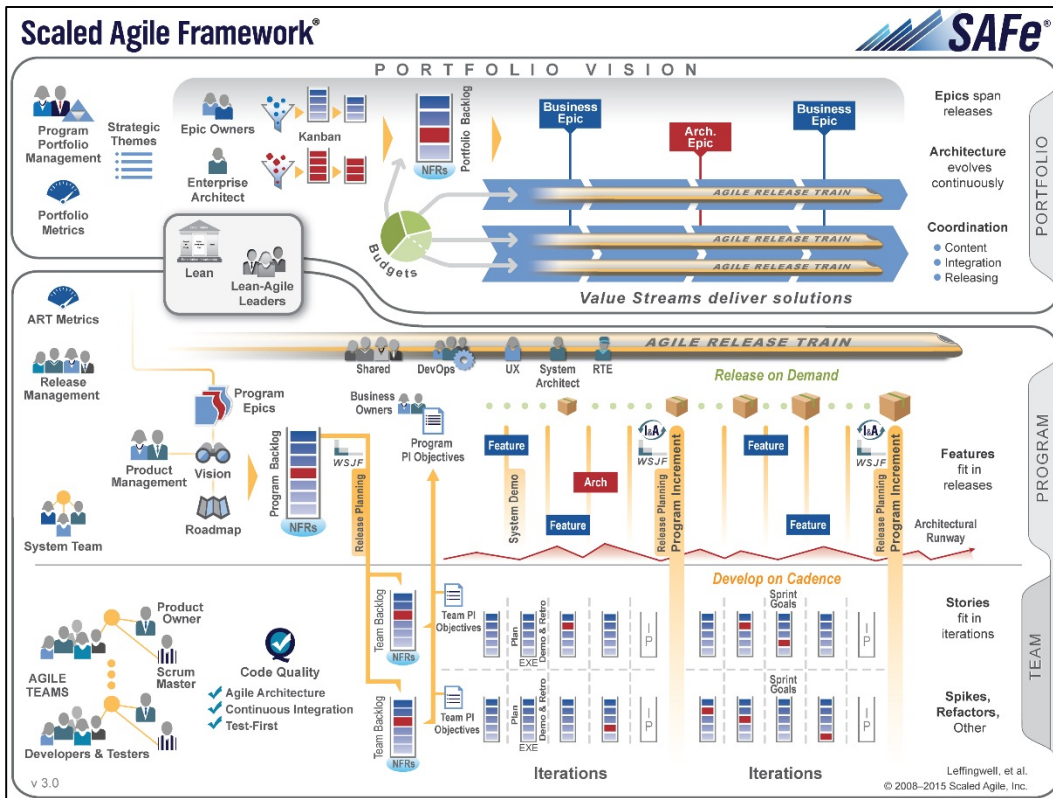 Scaled Agile Framework®
SAFe®
PORTFOLIO VISION
Program
Portfolio
Management
Strategic
Themes
Portfolio
Metrics
Epic Owners
Enterprise
Architect
Kanban
Portfolio Backlog
NFRs
Business
Epic
Arch.
Epic
Business
Epic
AGILE RELEASE TRAIN
AGILE RELEASE TRAIN
AGILE RELEASE TRAIN
Budgets
Value Streams deliver solutions
Epics span
releases
Architecture
evolves
continuously
Coordination
Content
Integration
Releasing
PORTFOLIO
Lean
Lean-Agile
Leaders
ART Metrics
Release
Management
AGILE RELEASE TRAIN
Shared
DevOps
UX
System
Architect
RTE
Release on Demand
Program
Epics
Product
Management
Vision
Roadmap
Program Backlog
NFRs
WSJF
Release Planning
Business
Owners
Program
PI Objectives
Feature
System Demo
Feature
Arch
I&A
WSJF
Release Planning
Program Increment
Feature
Feature
I&A
WSJF
Release Planning
Program Increment
Features
fit in
releases
Architectural
Runway
PROGRAM
System Team
Develop on Cadence
AGILE TEAMS
Product
Owner
Scrum
Master
Developers & Testers
Code Quality
Agile Architecture
Continuous Integration
Test-First
Team Backlog
NFRs
Team PI
Objectives
Plan
EXE
Demo & Retro
I
P
Sprint
Goals
I
P
Team Backlog
NFRs
Team PI
Objectives
Plan
EXE
Demo & Retro
I
P
Sprint
Goals
I
P
Iterations
Iterations
Stories
fit in
iterations
Spikes,
Refactors,
Other
TEAM
v 3.0
Leffingwell, et al.
© 2008–2015 Scaled Agile, Inc.